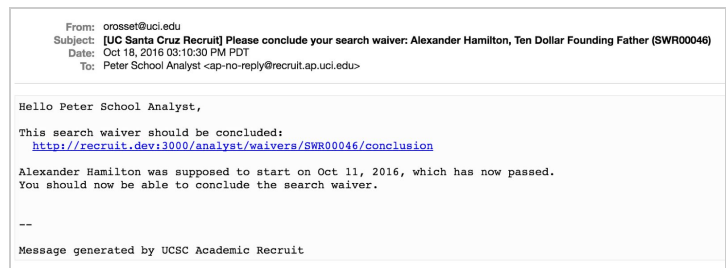 From: orosset@uci.edu
Subject: [UC Santa Cruz Recruit] Please conclude your search waiver: Alexander Hamilton, Ten Dollar Founding Father (SWR00046)
Date: Oct 18, 2016 03:10:30 PM PDT
To: Peter School Analyst <ap-no-reply@recruit.ap.uci.edu>
Hello Peter School Analyst,
This search waiver should be concluded:
http://recruit.dev:3000/analyst/waivers/SWR00046/conclusion
Alexander Hamilton was supposed to start on Oct 11, 2016, which has now passed.
You should now be able to conclude the search waiver.
--
Message generated by UCSC Academic Recruit